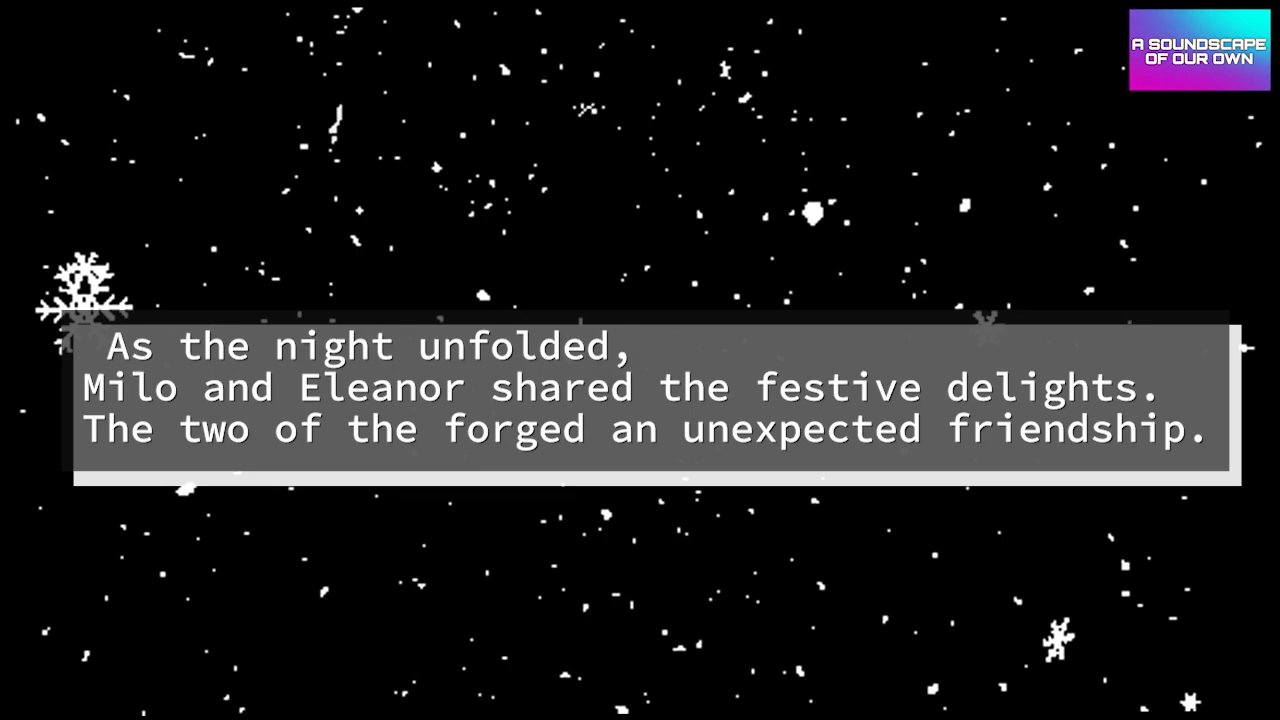 A SOUNDSCAPE
OF OUR OWN
As the night unfolded,
Milo and Eleanor shared the festive delights.
The two of the forged an unexpected friendship.